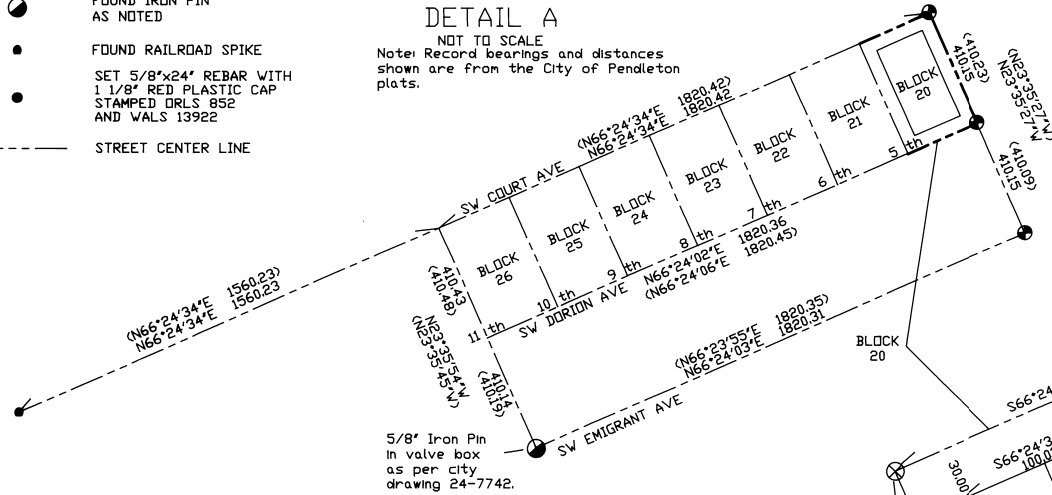 FOUND IRON PIN
AS NOTED
FOUND RAILROAD SPIKE
SET 5/8"x24" REBAR WITH
1 1/8" RED PLASTIC CAP
STAMPED ORLS 852
AND WALS 13922
STREET CENTER LINE
DETAIL A
NOT TO SCALE
Note: Record bearings and distances
shown are from the City of Pendleton
plats.
(N66°24'34"E 1820.42)
N66°24'34"E 1820.42
SW COURT AVE
(410.23)
410.15
(N23°35'27"W)
N23°35'27"W
(410.09)
410.15
BLOCK
20
BLOCK
21
BLOCK
22
BLOCK
23
BLOCK
24
BLOCK
25
BLOCK
26
5 th
6 th
7 th
8 th
9 th
10 th
11 th
N66°24'02"E 1820.36
(N66°24'06"E 1820.45)
SW DORION AVE
(N66°24'34"E 1560.23)
N66°24'34"E 1560.23
410.43
(410.48)
N23°35'54"W
(N23°35'45"W)
410.14
(410.19)
(N66°23'55"E 1820.35)
N66°24'03"E 1820.31
SW EMIGRANT AVE
BLOCK
20
5/8" Iron Pin
in valve box
as per city
drawing 24-7742.
S66°24
S66°24'3
100.0
30.00